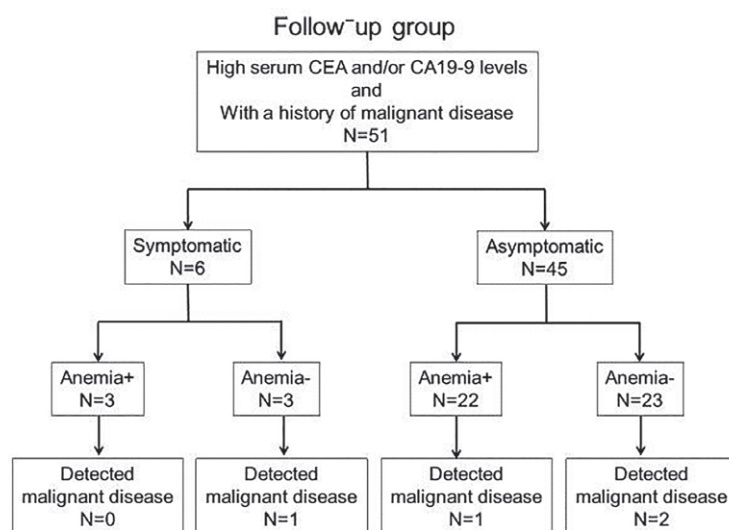 Follow-up group
High serum CEA and/or CA19-9 levels
and
With a history of malignant disease
N=51
Symptomatic
N=6
Asymptomatic
N=45
Anemia+
N=3
Anemia-
N=3
Anemia+
N=22
Anemia-
N=23
Detected
malignant disease
N=0
Detected
malignant disease
N=1
Detected
malignant disease
N=1
Detected
malignant disease
N=2